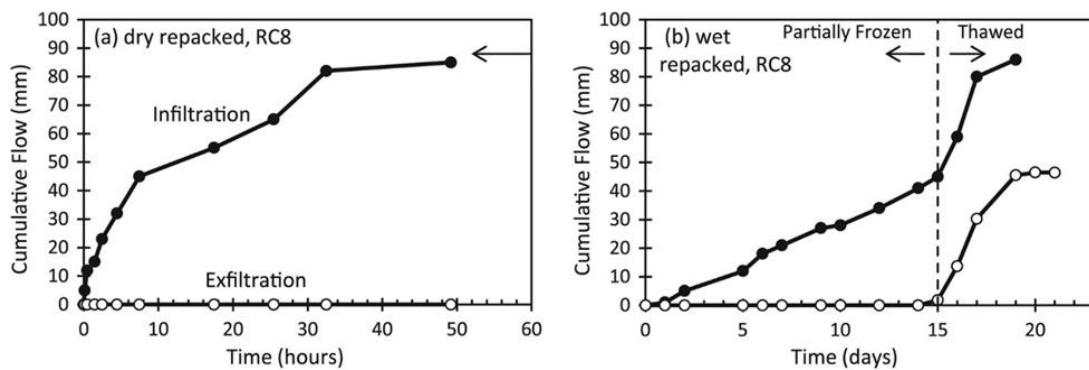 (a) dry repacked, RC8
Infiltration
Exfiltration
Cumulative Flow (mm)
100
90
80
70
60
50
40
30
20
10
0
0 10 20 30 40 50 60
Time (hours)
(b) wet
repacked, RC8
Partially Frozen
Thawed
Cumulative Flow (mm)
100
90
80
70
60
50
40
30
20
10
0
0 5 10 15 20
Time (days)